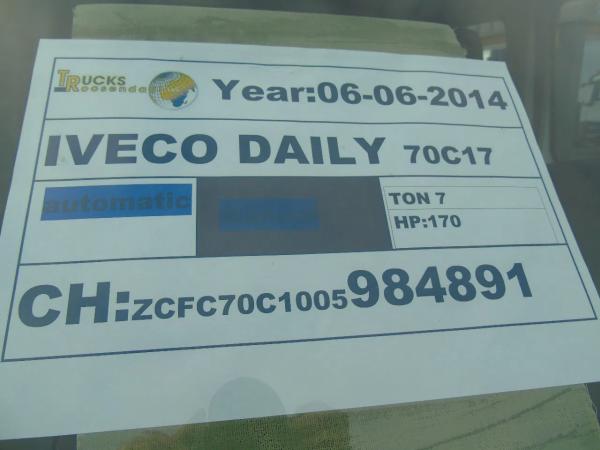 TRUCKS
Roosendaal
Year:06-06-2014
IVECO DAILY 70C17
automatic
TON 7
HP:170
CH:ZCFC70C1005984891